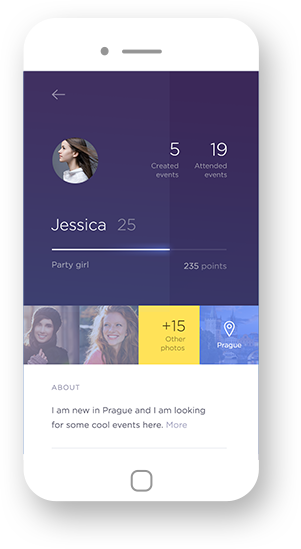 5 19
Created events Attended events
Jessica 25
Party girl 235 points
+15
Other
photos
Prague
ABOUT
I am new in Prague and I am looking
for some cool events here. More